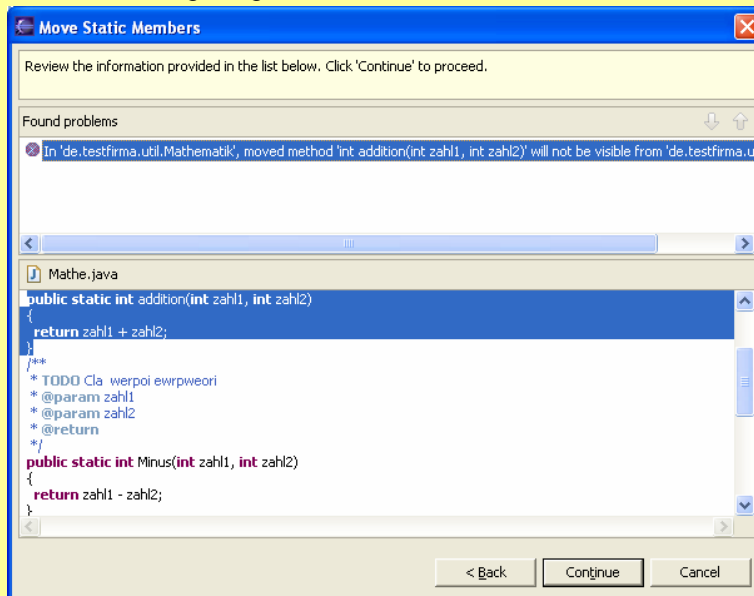 Move Static Members
Review the information provided in the list below. Click 'Continue' to proceed.
Found problems
In 'de.testfirma.util.Mathematik', moved method 'int addition(int zahl1, int zahl2)' will not be visible from 'de.testfirma.u
Mathe.java
public static int addition(int zahl1, int zahl2)
{
return zahl1 + zahl2;
}
/**
* TODO Cla werpoi ewrpweori
* @param zahl1
* @param zahl2
* @return
*/
public static int Minus(int zahl1, int zahl2)
{
return zahl1 - zahl2;
}
< Back Continue Cancel